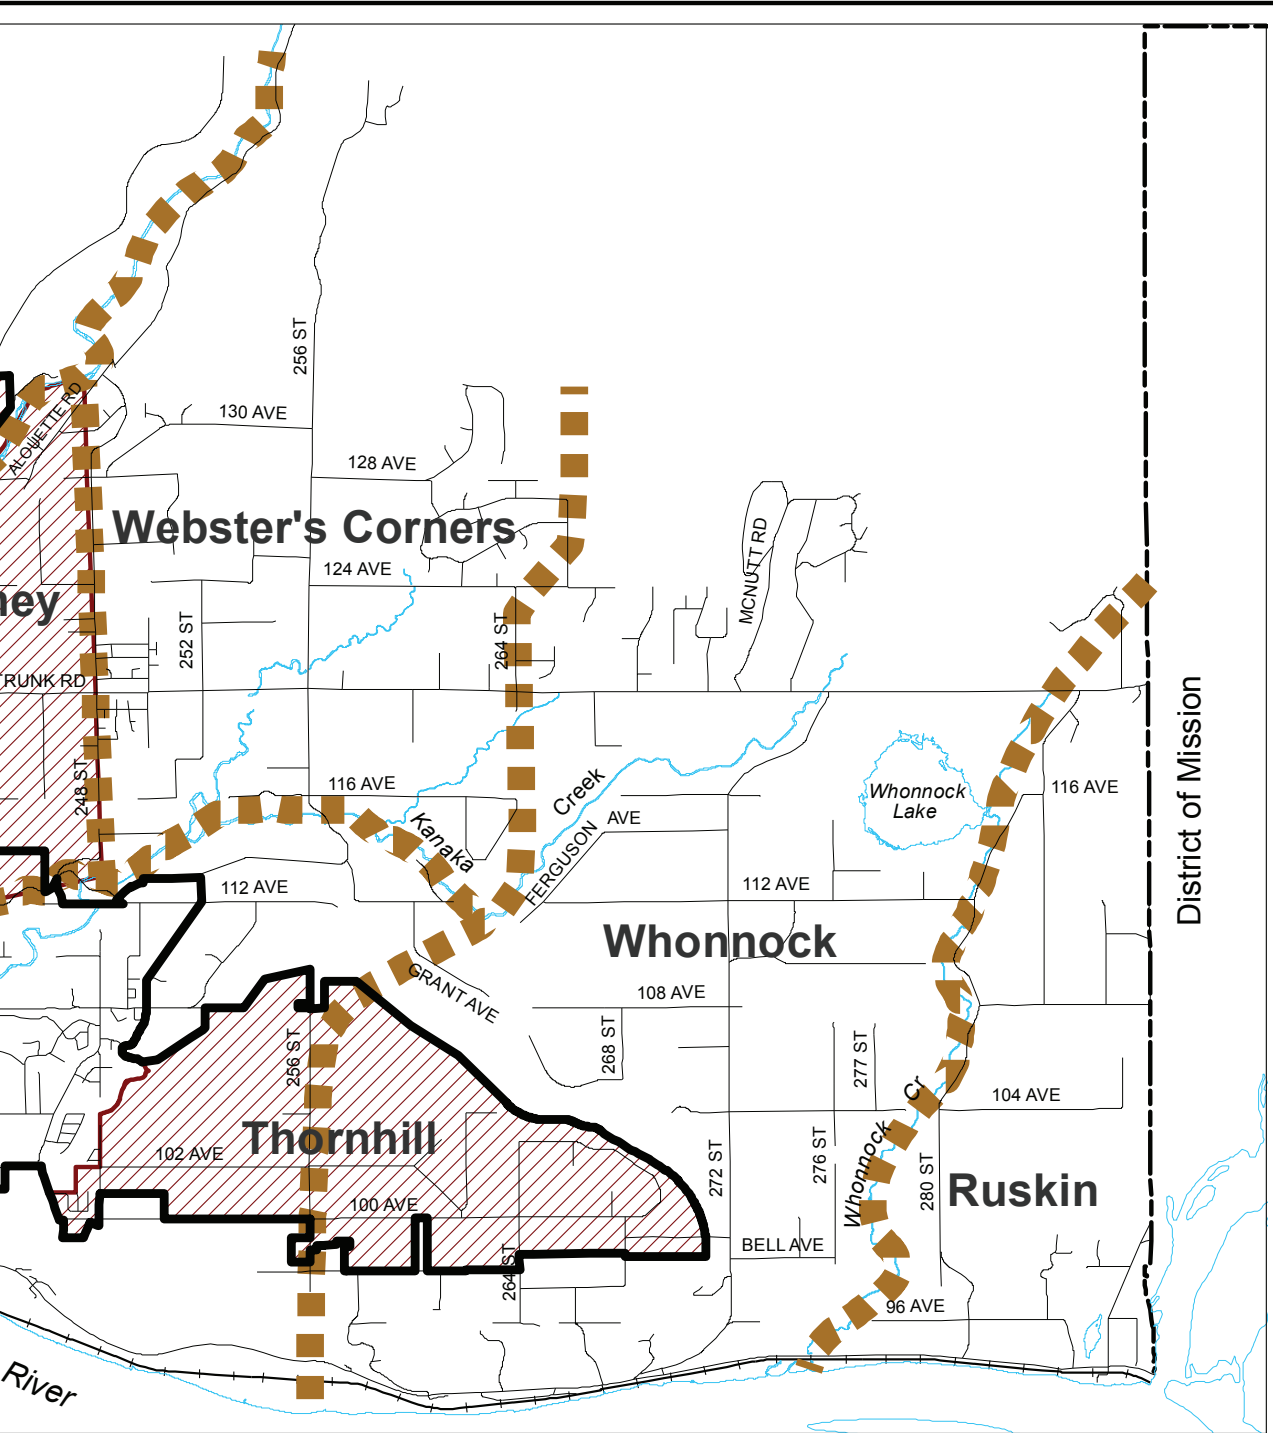 256 ST
ALOUETTE RD
130 AVE
128 AVE
Webster's Corners
MCNUTT RD
124 AVE
ney
252 ST
264 ST
TRUNK RD
District of Mission
248 ST
116 AVE
Creek
Whonnock
Lake
116 AVE
Kanaka
FERGUSON
AVE
112 AVE
112 AVE
Whonnock
GRANT AVE
108 AVE
256 ST
268 ST
277 ST
Cr
104 AVE
Thornhill
102 AVE
272 ST
276 ST
Whonnock
280 ST
Ruskin
100 AVE
BELL AVE
264 ST
96 AVE
River